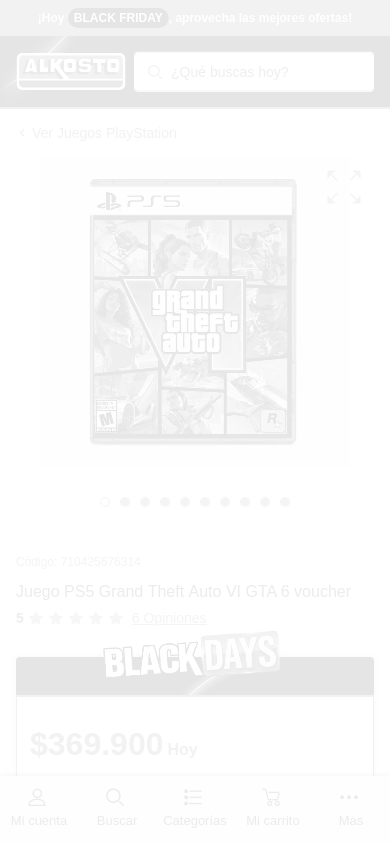 ¡Hoy BLACK FRIDAY, aprovecha las mejores ofertas!
ALKOSTO
¿Qué buscas hoy?
Ver Juegos PlayStation
PS5
grand
theft
auto
VI
M
R
Código: 710425678314
Juego PS5 Grand Theft Auto VI GTA 6 voucher
5 6 Opiniones
BLACK DAYS
$369.900 Hoy
Mi cuenta Buscar Categorías Mi carrito Más